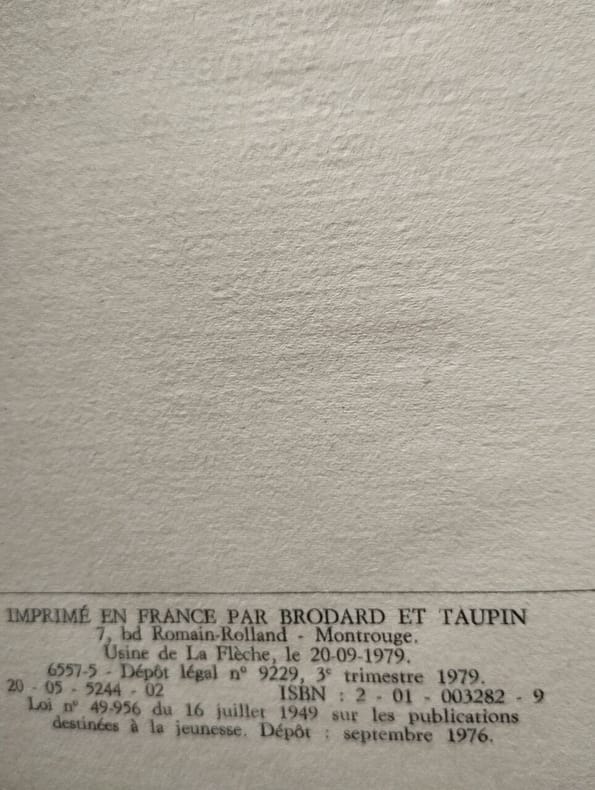 IMPRIMÉ EN FRANCE PAR BRODARD ET TAUPIN
7, bd Romain-Rolland - Montrouge.
Usine de La Flèche, le 20-09-1979.
6557-5 - Dépôt légal nº 9229, 3ᵉ trimestre 1979.
20 - 05 - 5244 - 02 ISBN : 2 - 01 - 003282 - 9
Loi nº 49-956 du 16 juillet 1949 sur les publications
destinées à la jeunesse. Dépôt : septembre 1976.